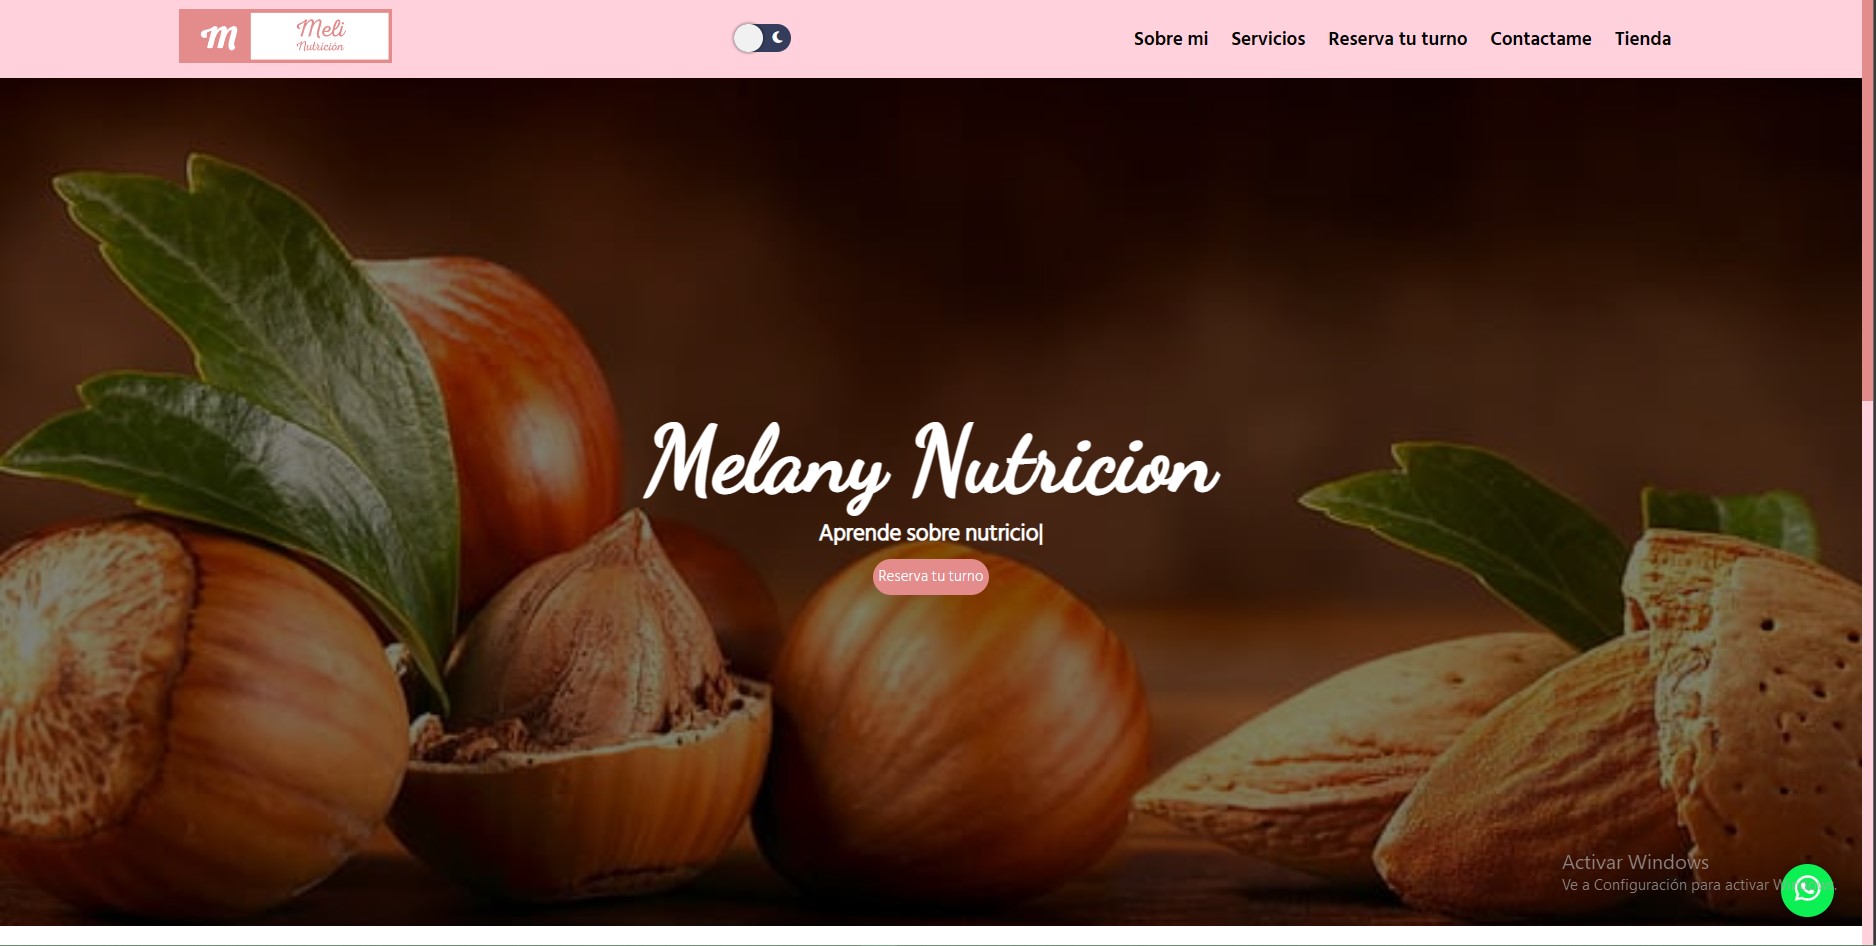 m
Meli
Nutrición
Sobre mi Servicios Reserva tu turno Contactame Tienda
Melany Nutricion
Aprende sobre nutricio|
Reserva tu turno
Activar Windows
Ve a Configuración para activar